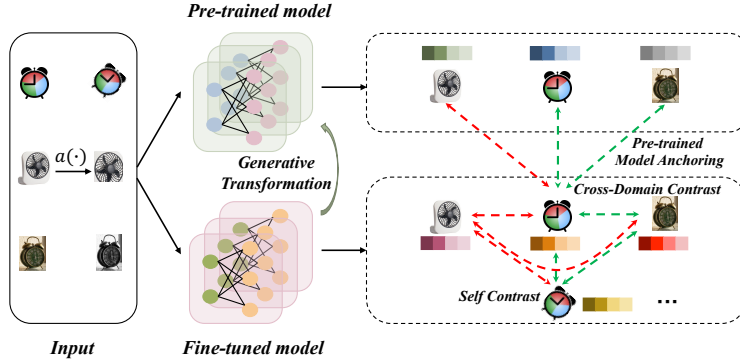 Pre-trained model
a(·)
Generative
Transformation
Pre-trained
Model Anchoring
Cross-Domain Contrast
Self Contrast
...
Input
Fine-tuned model